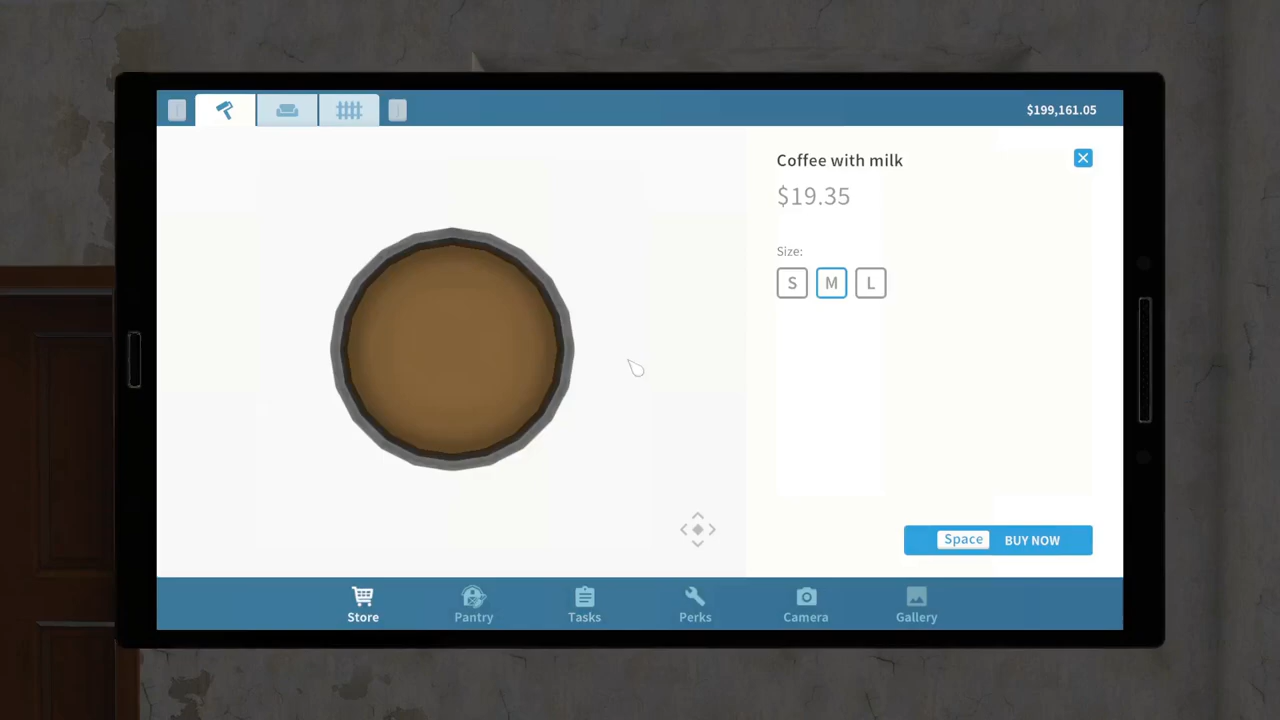 $199,161.05
Coffee with milk
$19.35
Size:
S M L
Space BUY NOW
Store Pantry Tasks Perks Camera Gallery